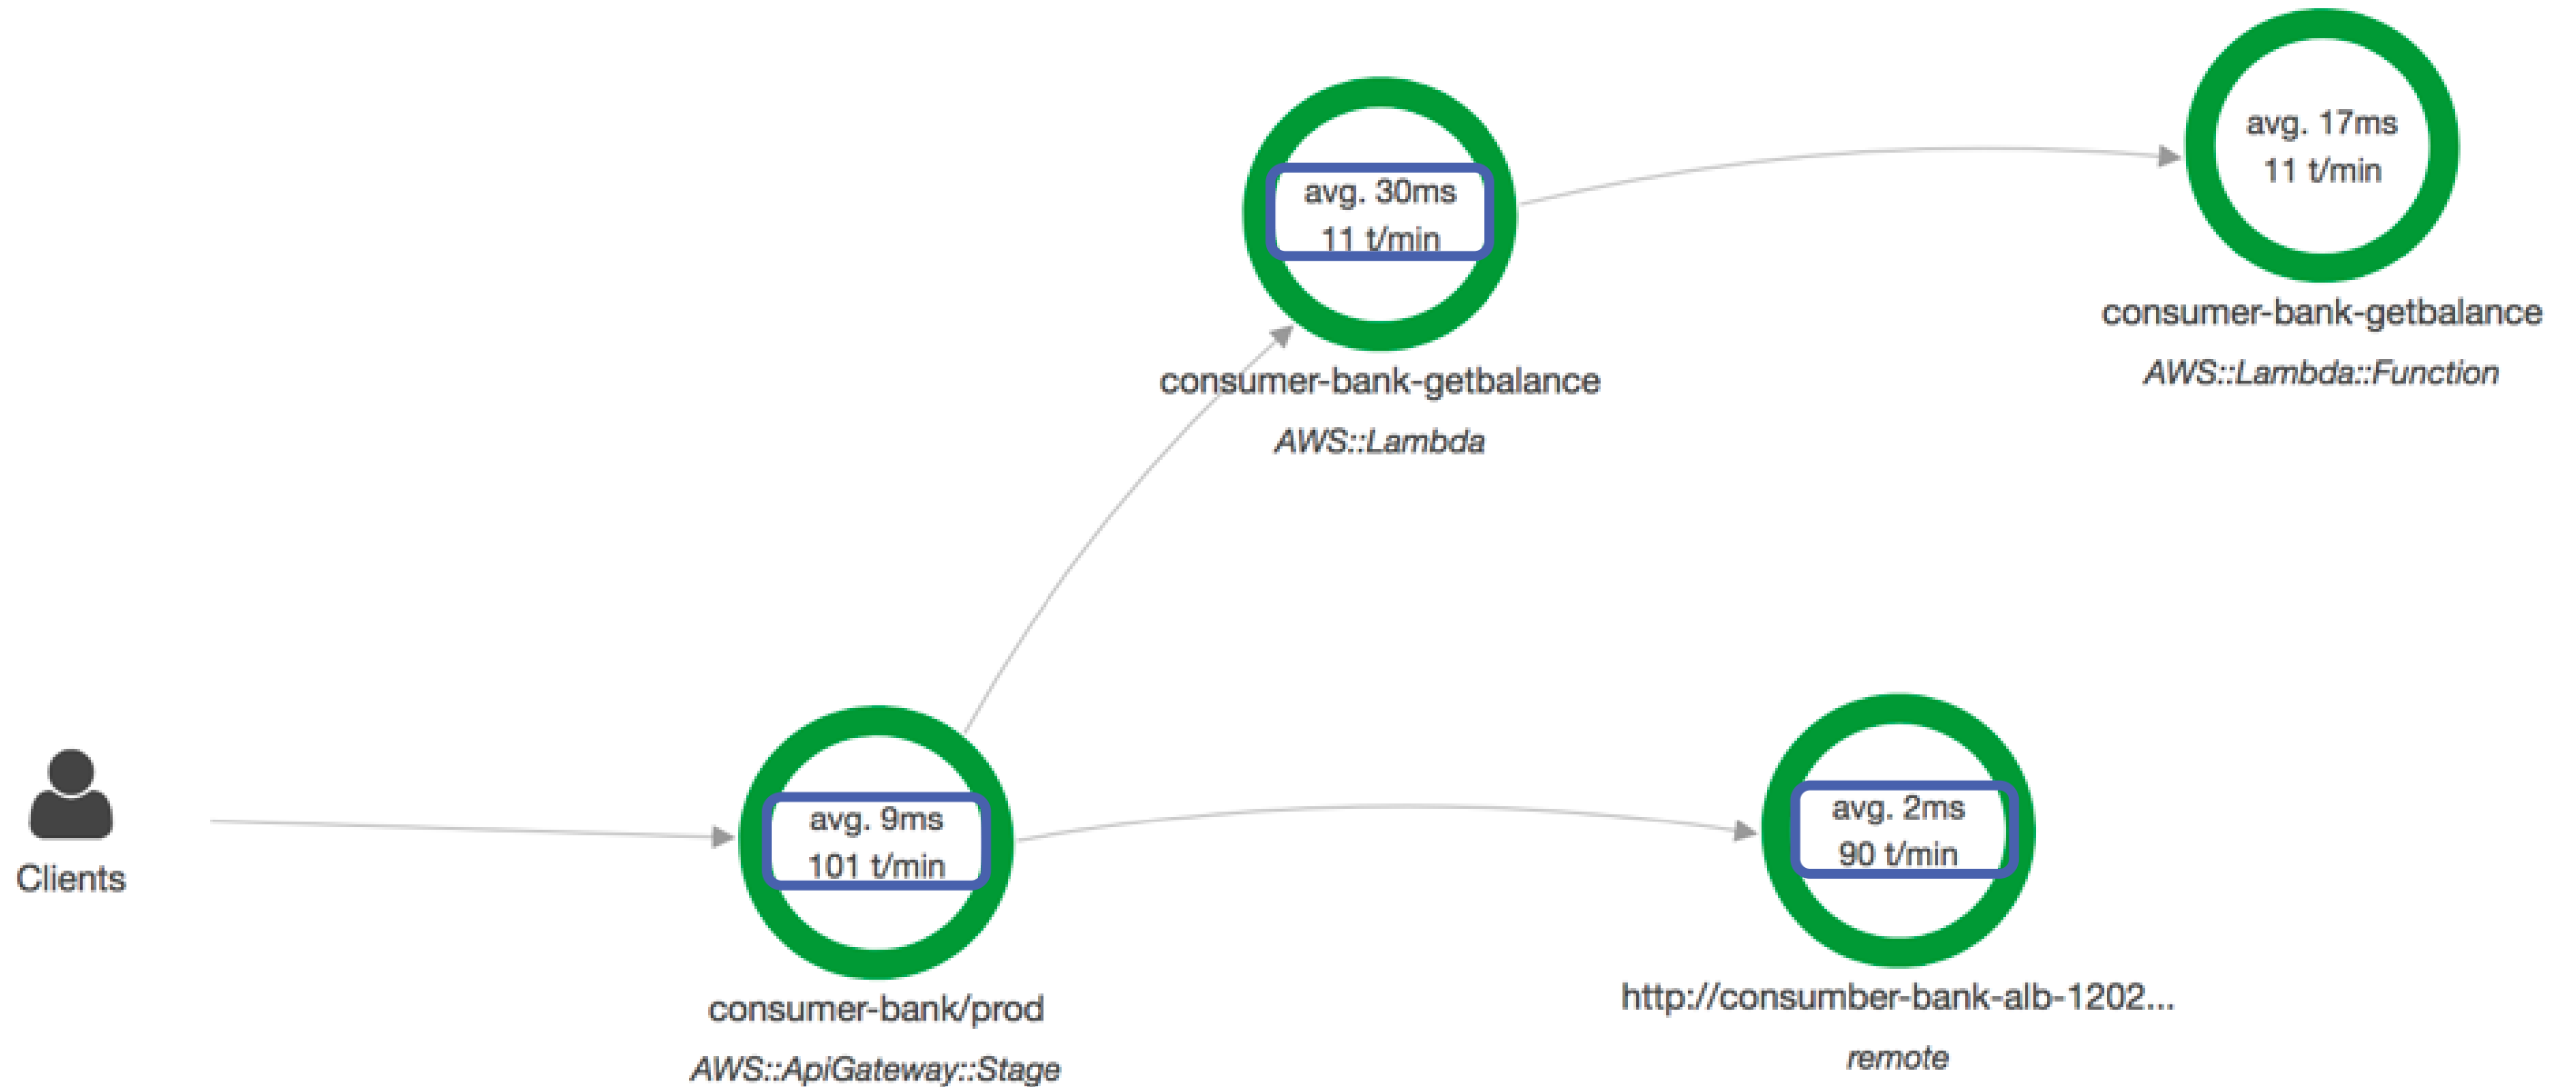 avg. 17ms
11 t/min
consumer-bank-getbalance
AWS::Lambda::Function
avg. 30ms
11 t/min
consumer-bank-getbalance
AWS::Lambda
Clients
avg. 9ms
101 t/min
consumer-bank/prod
AWS::ApiGateway::Stage
avg. 2ms
90 t/min
http://consumber-bank-alb-1202...
remote